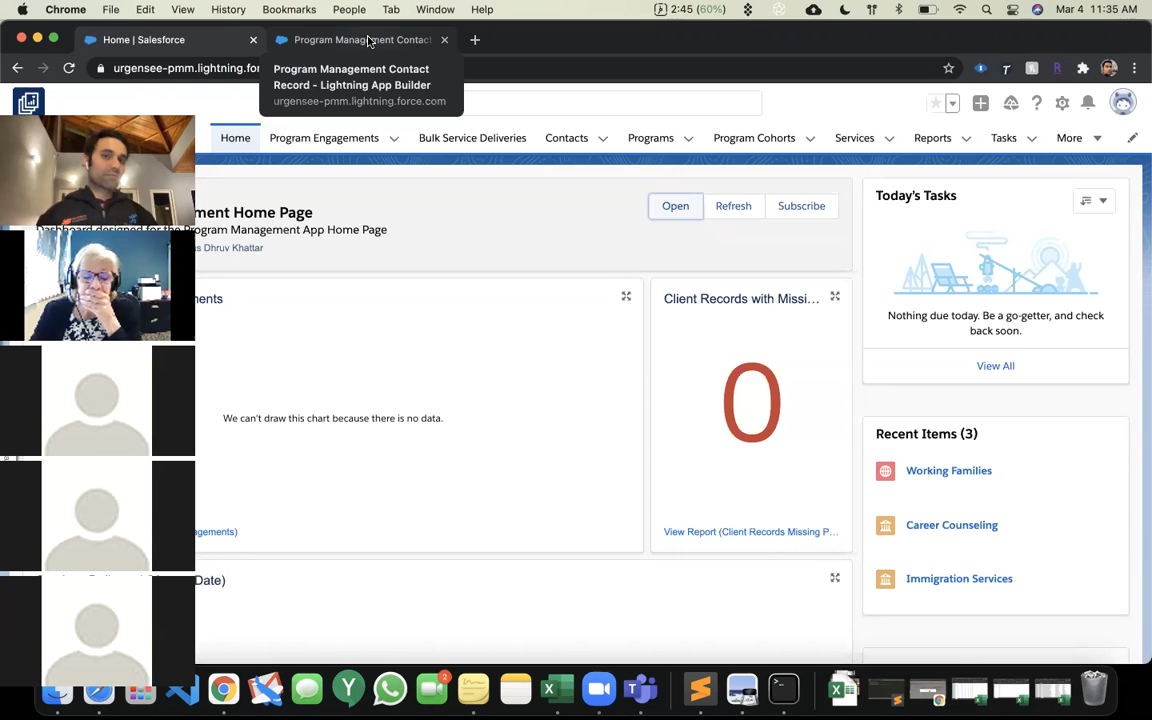 Chrome File Edit View History Bookmarks People Tab Window Help 2:45 (60%) Mar 4 11:35 AM
Home | Salesforce Program Management Contact
urgensee-pmm.lightning.for
Program Management Contact
Record - Lightning App Builder
urgensee-pmm.lightning.force.com
Home Program Engagements Bulk Service Deliveries Contacts Programs Program Cohorts Services Reports Tasks More
ment Home Page
Dashboard designed for the Program Management App Home Page
s Dhruv Khattar
Open Refresh Subscribe
Today's Tasks
Nothing due today. Be a go-getter, and check
back soon.
View All
ments
We can't draw this chart because there is no data.
agements)
Client Records with Missi...
0
View Report (Client Records Missing P...
Recent Items (3)
Working Families
Career Counseling
Immigration Services
Date)
2